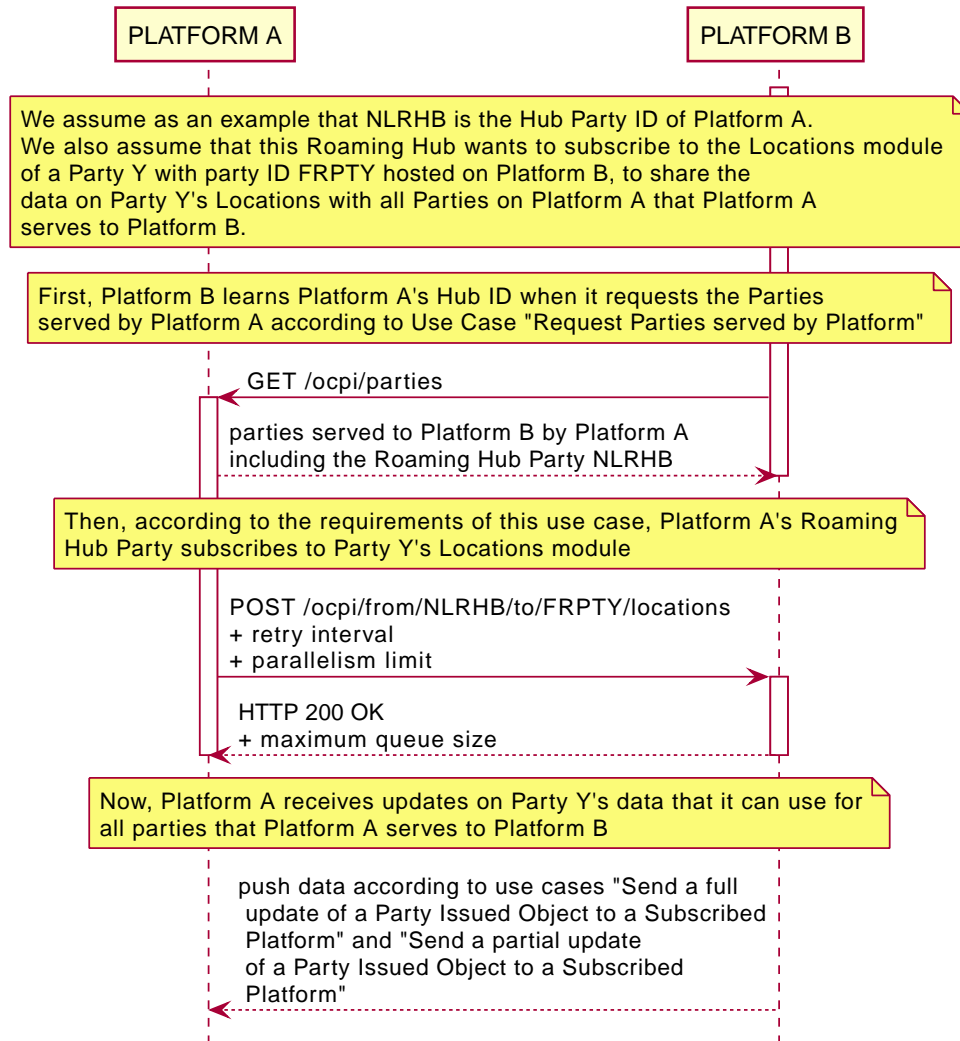 PLATFORM A
PLATFORM B
We assume as an example that NLRHB is the Hub Party ID of Platform A.
We also assume that this Roaming Hub wants to subscribe to the Locations module
of a Party Y with party ID FRPTY hosted on Platform B, to share the
data on Party Y's Locations with all Parties on Platform A that Platform A
serves to Platform B.
First, Platform B learns Platform A's Hub ID when it requests the Parties
served by Platform A according to Use Case "Request Parties served by Platform"
GET /ocpi/parties
parties served to Platform B by Platform A
including the Roaming Hub Party NLRHB
Then, according to the requirements of this use case, Platform A's Roaming
Hub Party subscribes to Party Y's Locations module
POST /ocpi/from/NLRHB/to/FRPTY/locations
+ retry interval
+ parallelism limit
HTTP 200 OK
+ maximum queue size
Now, Platform A receives updates on Party Y's data that it can use for
all parties that Platform A serves to Platform B
push data according to use cases "Send a full
update of a Party Issued Object to a Subscribed
Platform" and "Send a partial update
of a Party Issued Object to a Subscribed
Platform"